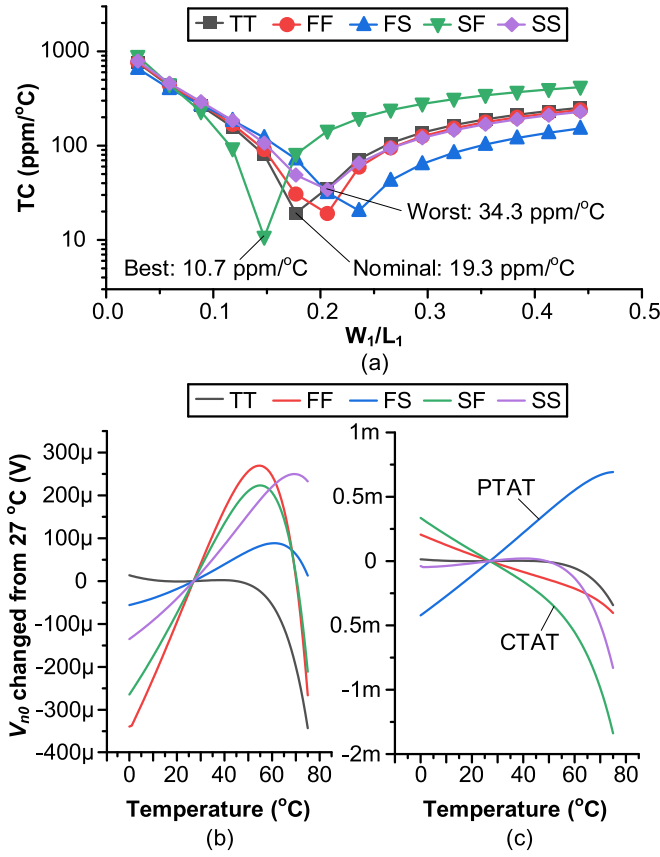 TT FF FS SF SS
TC (ppm/°C)
1000
100
10
Worst: 34.3 ppm/°C
Best: 10.7 ppm/°C
Nominal: 19.3 ppm/°C
0.0 0.1 0.2 0.3 0.4 0.5
W1/L1
(a)
TT FF FS SF SS
Vn0 changed from 27 °C (V)
300µ
200µ
100µ
0
-100µ
-200µ
-300µ
-400µ
0 20 40 60 80
Temperature (°C)
(b)
1m
0.5m
0
0.5m
-1m
-2m
PTAT
CTAT
0 20 40 60 80
Temperature (°C)
(c)